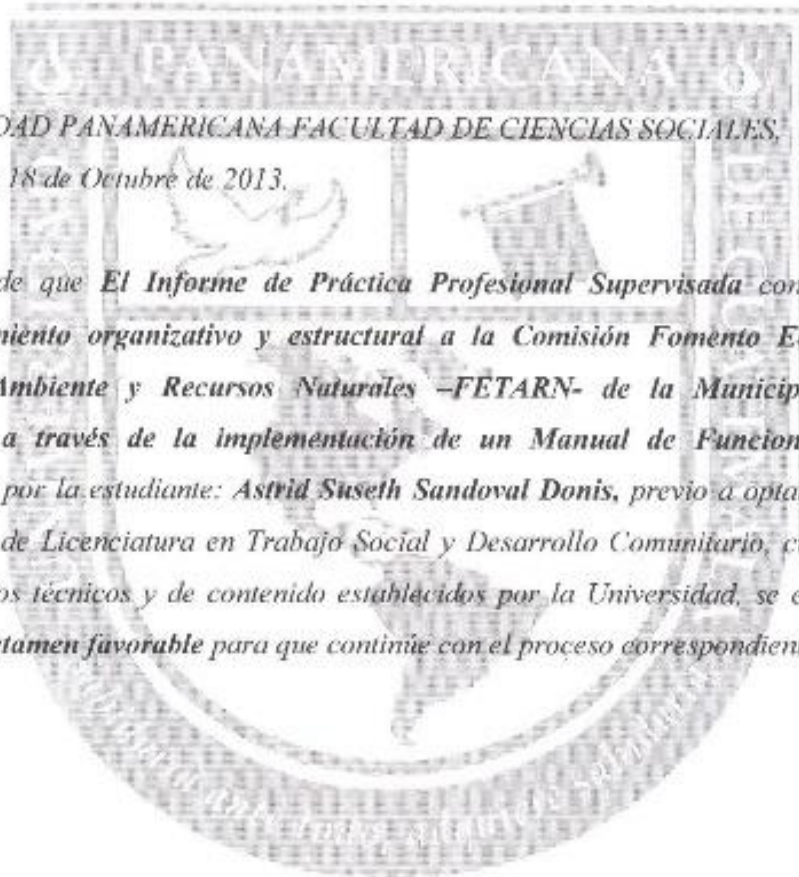 PANAMERICANA
DAD PANAMERICANA FACULTAD DE CIENCIAS SOCIALES,
18 de Octubre de 2013.
de que El Informe de Práctica Profesional Supervisada con
miento organizativo y estructural a la Comisión Fomento E
Ambiente y Recursos Naturales –FETARN- de la Municip
a través de la implementación de un Manual de Funcion
por la estudiante: Astrid Suseth Sandoval Donis, previo a opta
de Licenciatura en Trabajo Social y Desarrollo Comunitario, c
os técnicos y de contenido establecidos por la Universidad, se e
tamen favorable para que continúe con el proceso correspondien